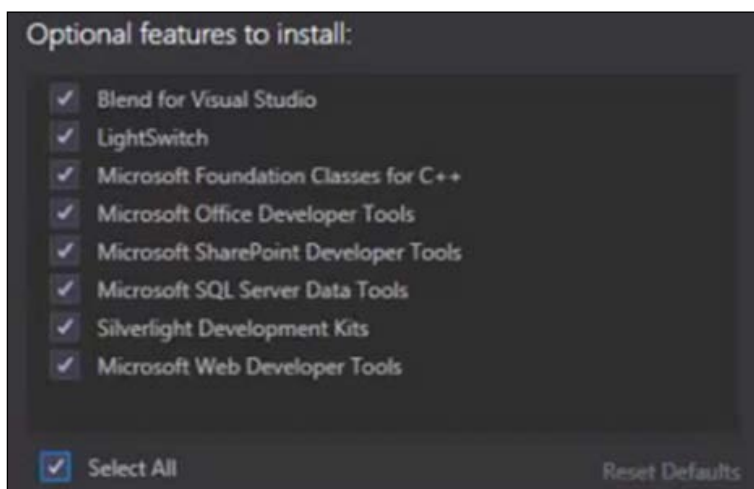 Optional features to install:
Blend for Visual Studio
LightSwitch
Microsoft Foundation Classes for C++
Microsoft Office Developer Tools
Microsoft SharePoint Developer Tools
Microsoft SQL Server Data Tools
Silverlight Development Kits
Microsoft Web Developer Tools
Select All
Reset Defaults